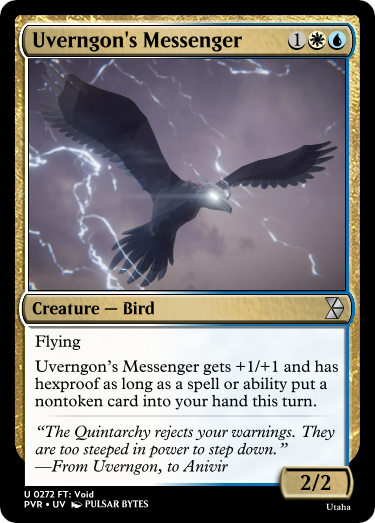 Uverngon's Messenger 1
Creature — Bird
Flying
Uverngon's Messenger gets +1/+1 and has
hexproof as long as a spell or ability put a
nontoken card into your hand this turn.
“The Quintarchy rejects your warnings. They
are too steeped in power to step down.”
—From Uverngon, to Anivir
2/2
U 0272 FT: Void
PVR • UV PULSAR BYTES
Utaha